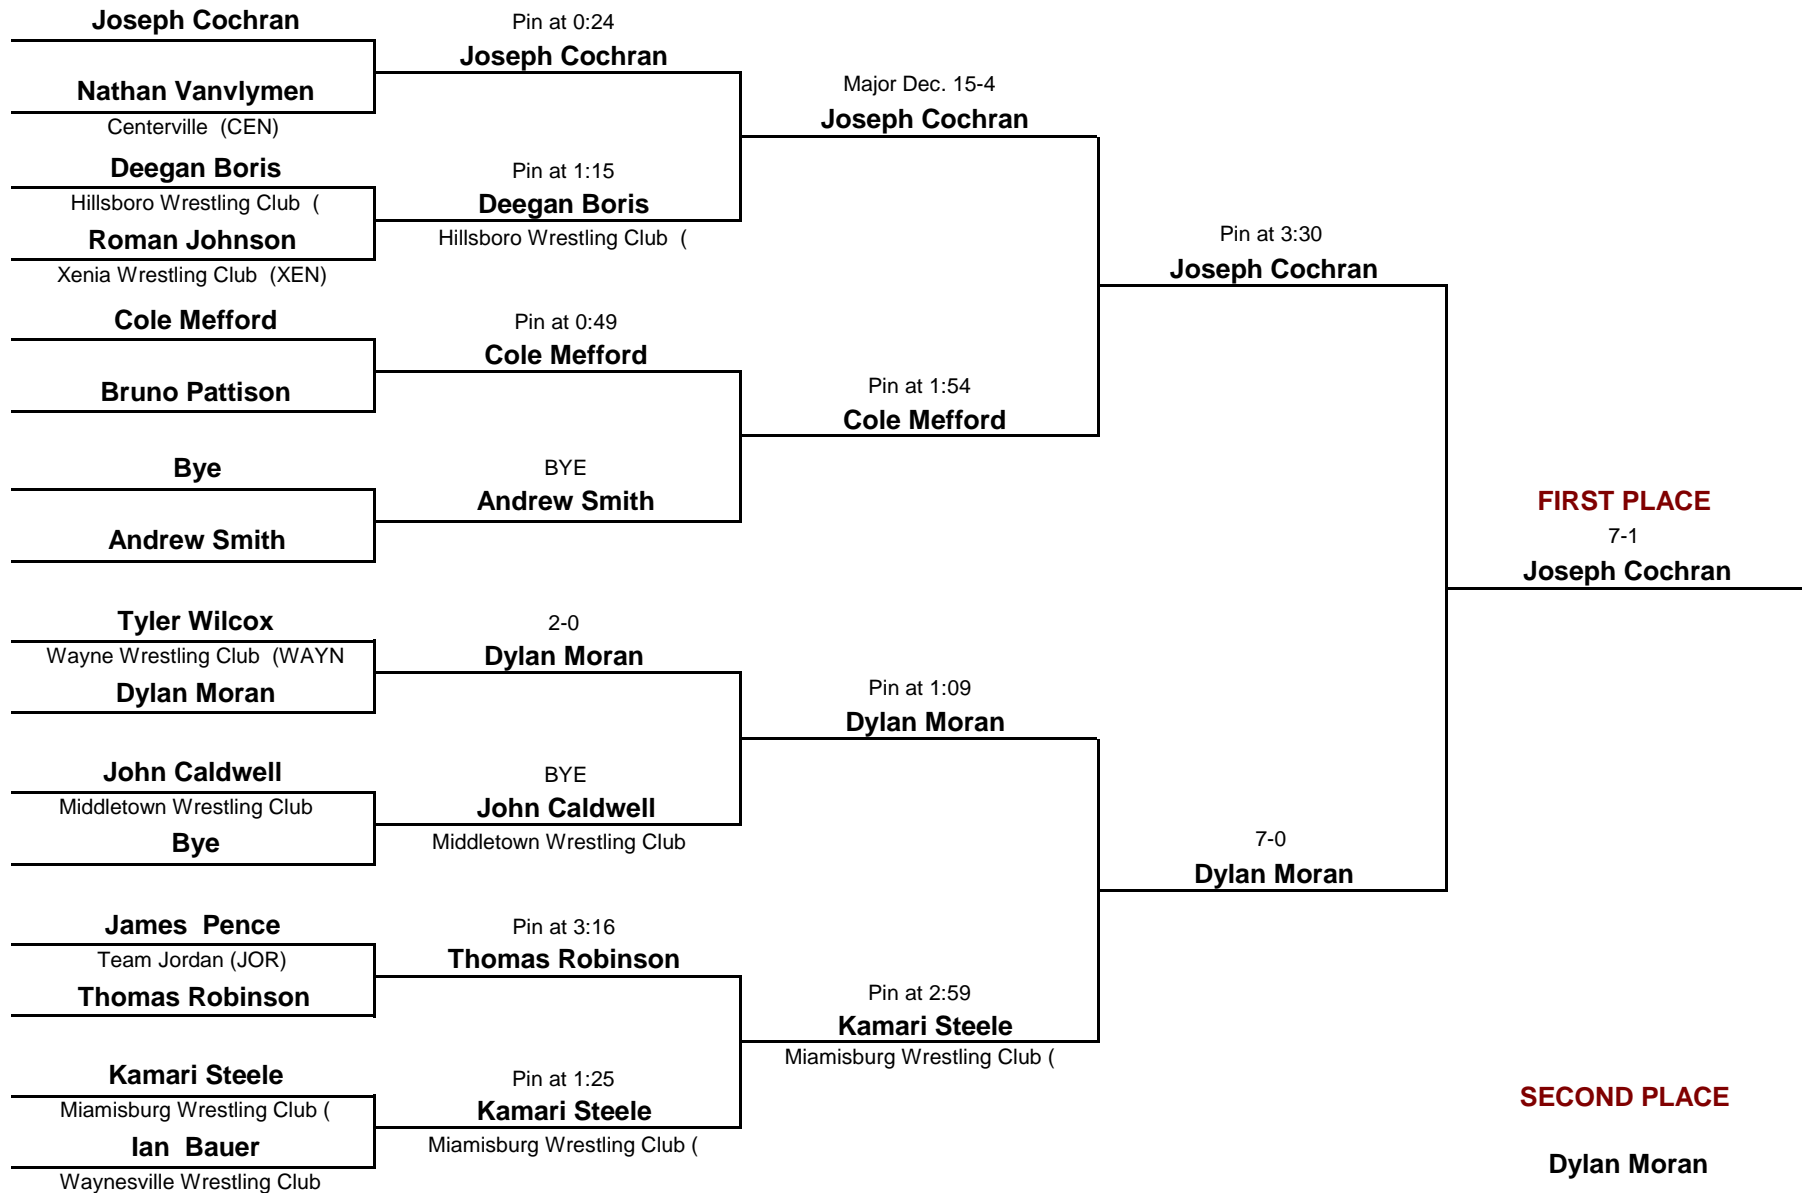 Joseph Cochran
Nathan Vanvlymen
Centerville (CEN)
Deegan Boris
Hillsboro Wrestling Club (
Roman Johnson
Xenia Wrestling Club (XEN)
Cole Mefford
Bruno Pattison
Bye
Andrew Smith
Tyler Wilcox
Wayne Wrestling Club (WAYN
Dylan Moran
John Caldwell
Middletown Wrestling Club
Bye
James Pence
Team Jordan (JOR)
Thomas Robinson
Kamari Steele
Miamisburg Wrestling Club (
Ian Bauer
Waynesville Wrestling Club
Pin at 0:24
Joseph Cochran
Pin at 1:15
Deegan Boris
Hillsboro Wrestling Club (
Pin at 0:49
Cole Mefford
BYE
Andrew Smith
2-0
Dylan Moran
BYE
John Caldwell
Middletown Wrestling Club
Pin at 3:16
Thomas Robinson
Pin at 1:25
Kamari Steele
Miamisburg Wrestling Club (
Major Dec. 15-4
Joseph Cochran
Pin at 1:54
Cole Mefford
Pin at 1:09
Dylan Moran
Pin at 2:59
Kamari Steele
Miamisburg Wrestling Club (
Pin at 3:30
Joseph Cochran
7-0
Dylan Moran
FIRST PLACE
7-1
Joseph Cochran
SECOND PLACE
Dylan Moran